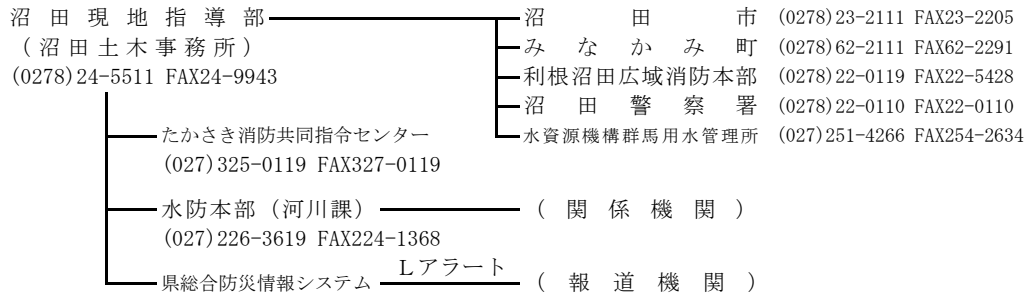 沼田現地指導部 沼田市 (0278)23-2111 FAX23-2205
(沼田土木事務所) みなかみ町 (0278)62-2111 FAX62-2291
(0278)24-5511 FAX24-9943 利根沼田広域消防本部 (0278)22-0119 FAX22-5428
沼田警察署 (0278)22-0110 FAX22-0110
たかさき消防共同指令センター 水資源機構群馬用水管理所 (027)251-4266 FAX254-2634
(027)325-0119 FAX327-0119
水防本部(河川課) (関係機関)
(027)226-3619 FAX224-1368
県総合防災情報システム Lアラート (報道機関)